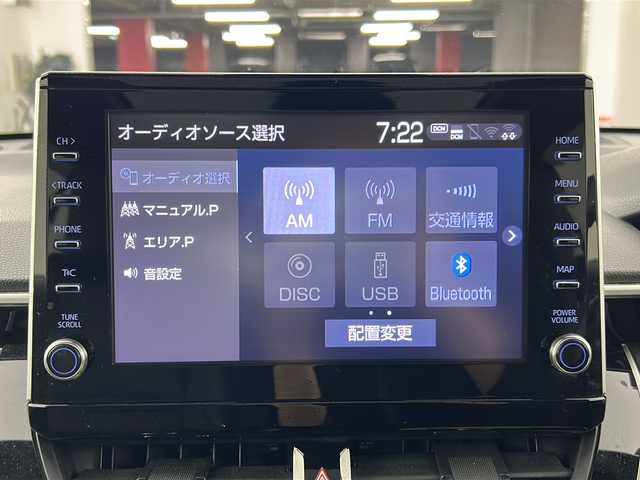 オーディオソース選択
7:22
DCM
DCM
オーディオ選択
マニュアル.P
エリア.P
音設定
AM
FM
交通情報
DISC
USB
Bluetooth
配置変更
CH >
< TRACK
PHONE
T&C
TUNE
SCROLL
HOME
MENU
AUDIO
MAP
POWER
VOLUME